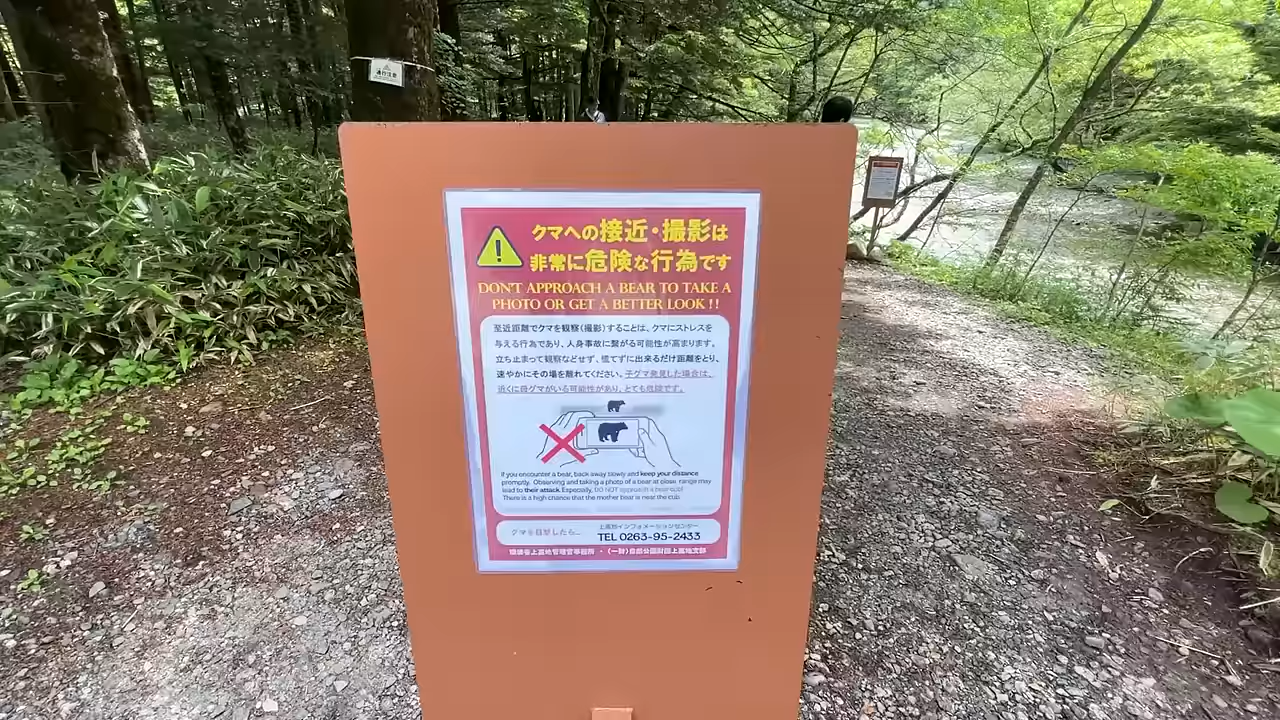 クマへの接近・撮影は
非常に危険な行為です
DON'T APPROACH A BEAR TO TAKE A
PHOTO OR GET A BETTER LOOK !!
至近距離でクマを観察(撮影)することは、クマにストレスを
与える行為であり、人身事故に繋がる可能性が高まります。
立ち止まって観察などせず、慌てずに出来るだけ距離をとり、
速やかにその場を離れてください。子グマ発見した場合は、
近くに母グマがいる可能性があり、とても危険です。
If you encounter a bear, back away slowly and keep your distance
promptly. Observing and taking a photo of a bear at close range may
lead to their attack. Especially, DO NOT approach a bear cub!
There is a high chance that the mother bear is near the cub.
クマを目撃したら…
上高地インフォメーションセンター
TEL 0263-95-2433
環境省上高地管理官事務所 ・ (一財)自然公園財団上高地支部